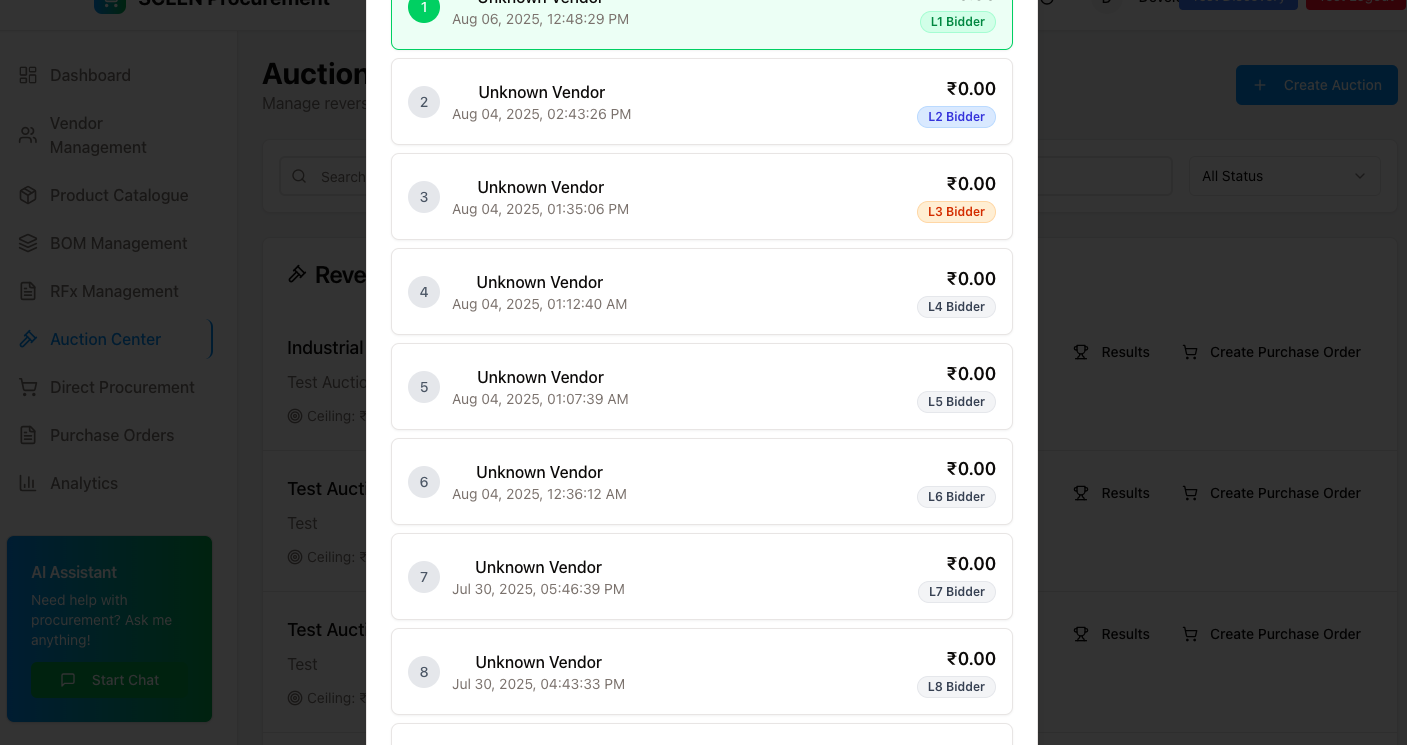 Procurement
Dashboard
Vendor
Management
Product Catalogue
BOM Management
RFx Management
Auction Center
Direct Procurement
Purchase Orders
Analytics
AI Assistant
Need help with
procurement? Ask me
anything!
Start Chat
Auction
Manage revers
Create Auction
Search
All Status
Reve
Industrial
Test Auctio
Ceiling: ₹
Results
Create Purchase Order
Test Aucti
Test
Ceiling: ₹
Results
Create Purchase Order
Test Aucti
Test
Ceiling: ₹
Results
Create Purchase Order
1
Unknown Vendor
Aug 06, 2025, 12:48:29 PM
L1 Bidder
2
Unknown Vendor
Aug 04, 2025, 02:43:26 PM
₹0.00
L2 Bidder
3
Unknown Vendor
Aug 04, 2025, 01:35:06 PM
₹0.00
L3 Bidder
4
Unknown Vendor
Aug 04, 2025, 01:12:40 AM
₹0.00
L4 Bidder
5
Unknown Vendor
Aug 04, 2025, 01:07:39 AM
₹0.00
L5 Bidder
6
Unknown Vendor
Aug 04, 2025, 12:36:12 AM
₹0.00
L6 Bidder
7
Unknown Vendor
Jul 30, 2025, 05:46:39 PM
₹0.00
L7 Bidder
8
Unknown Vendor
Jul 30, 2025, 04:43:33 PM
₹0.00
L8 Bidder